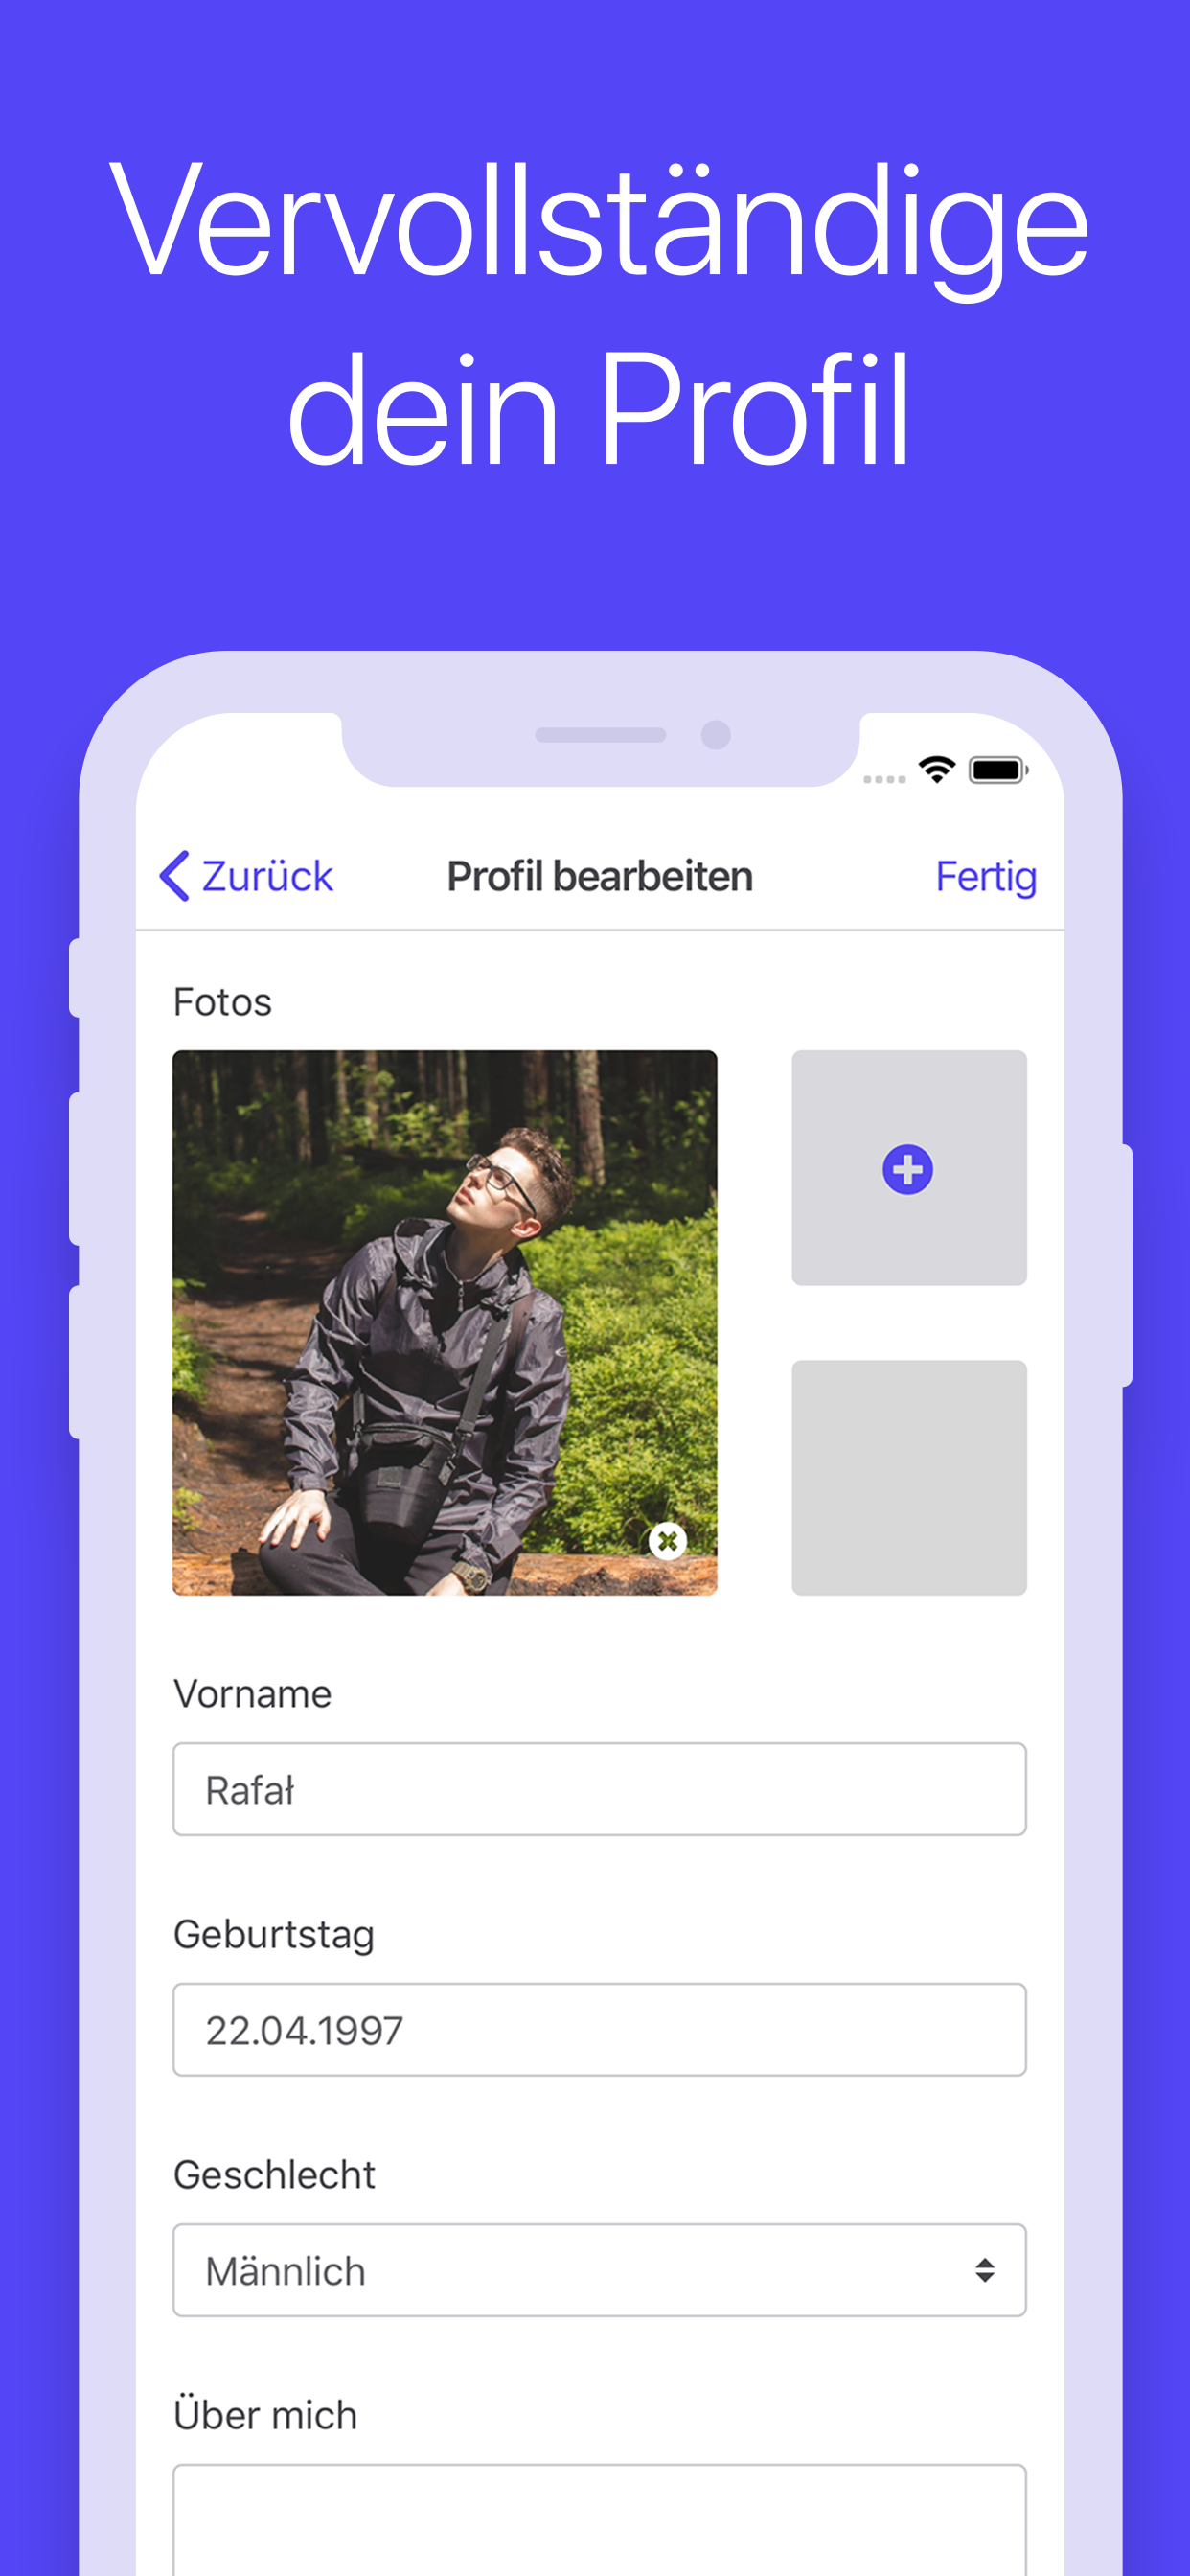 Vervollständige
dein Profil
Zurück
Profil bearbeiten
Fertig
Fotos
Vorname
Rafał
Geburtstag
22.04.1997
Geschlecht
Männlich
Über mich